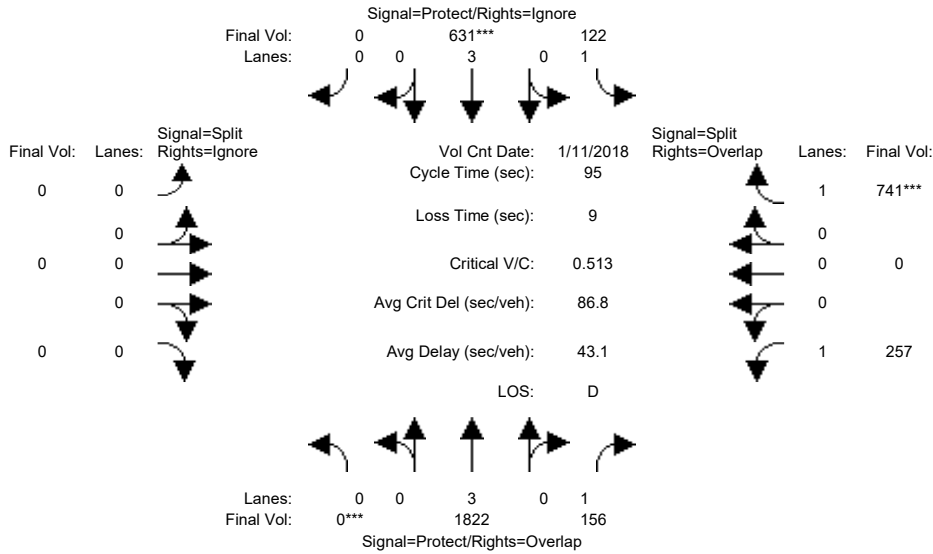 Signal=Protect/Rights=Ignore
Final Vol: 0 631*** 122
Lanes: 0 0 3 0 1
Signal=Split Signal=Split
Final Vol: Lanes: Rights=Ignore Vol Cnt Date: 1/11/2018 Rights=Overlap Lanes: Final Vol:
Cycle Time (sec): 95
0 0 1 741***
Loss Time (sec): 9
0 0
0 0 Critical V/C: 0.513 0 0
0 Avg Crit Del (sec/veh): 86.8 0
0 0 Avg Delay (sec/veh): 43.1 1 257
LOS: D
Lanes: 0 0 3 0 1
Final Vol: 0*** 1822 156
Signal=Protect/Rights=Overlap